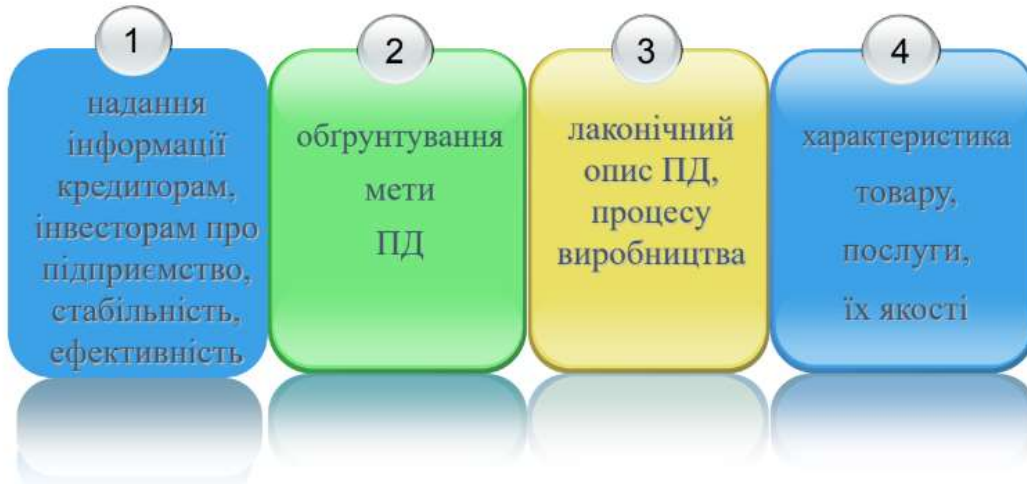 1
надання
інформації
кредиторам,
інвесторам про
підприємство,
стабільність,
ефективність
2
обґрунтування
мети
ПД
3
лаконічний
опис ПД,
процесу
виробництва
4
характеристика
товару,
послуги,
їх якості